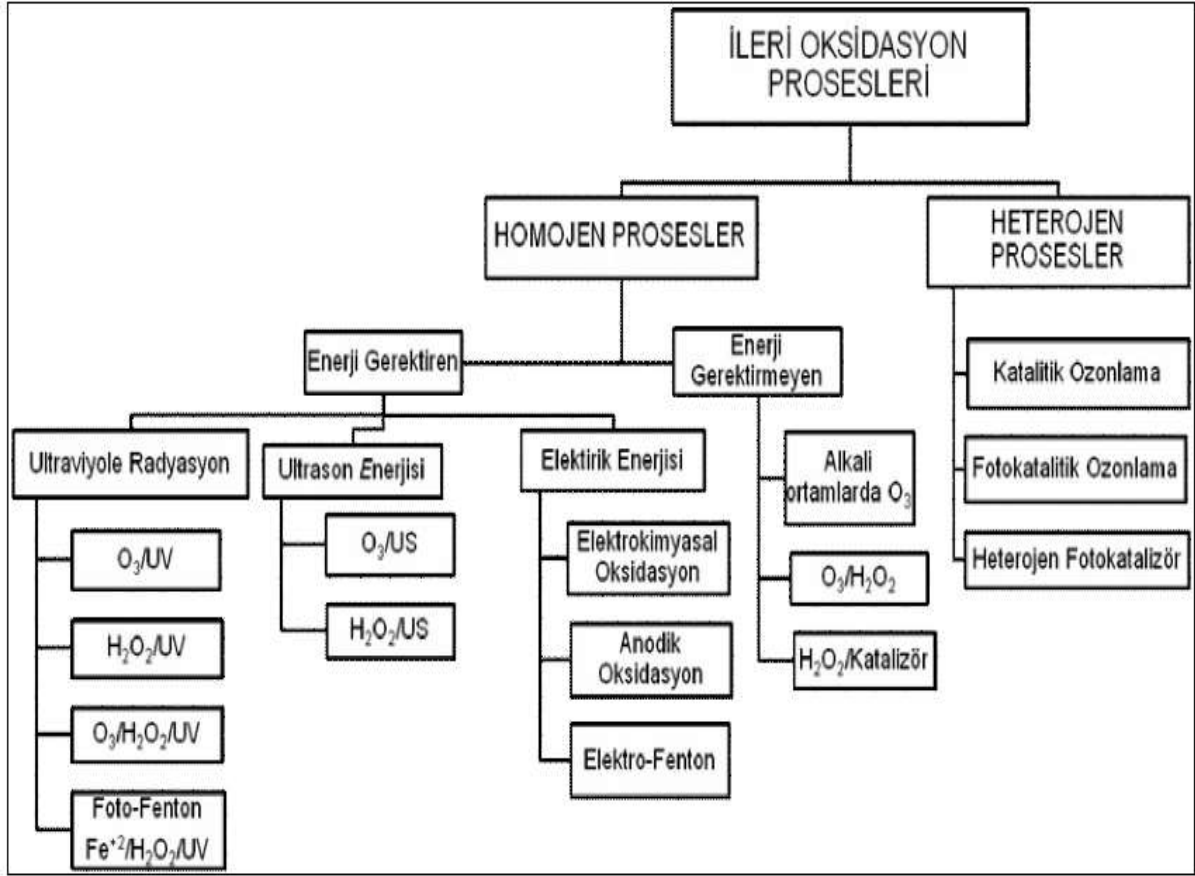 İLERİ OKSİDASYON
PROSESLERİ
HOMOJEN PROSESLER
HETEROJEN
PROSESLER
Enerji Gerektiren
Enerji
Gerektirmeyen
Ultraviyole Radyasyon
O₃/UV
H₂O₂/UV
O₃/H₂O₂/UV
Foto-Fenton
Fe⁺²/H₂O₂/UV
Ultrason Enerjisi
O₃/US
H₂O₂/US
Elektirik Enerjisi
Elektrokimyasal
Oksidasyon
Anodik
Oksidasyon
Elektro-Fenton
Alkali
ortamlarda O₃
O₃/H₂O₂
H₂O₂/Katalizör
Katalitik Ozonlama
Fotokatalitik Ozonlama
Heterojen Fotokatalizör